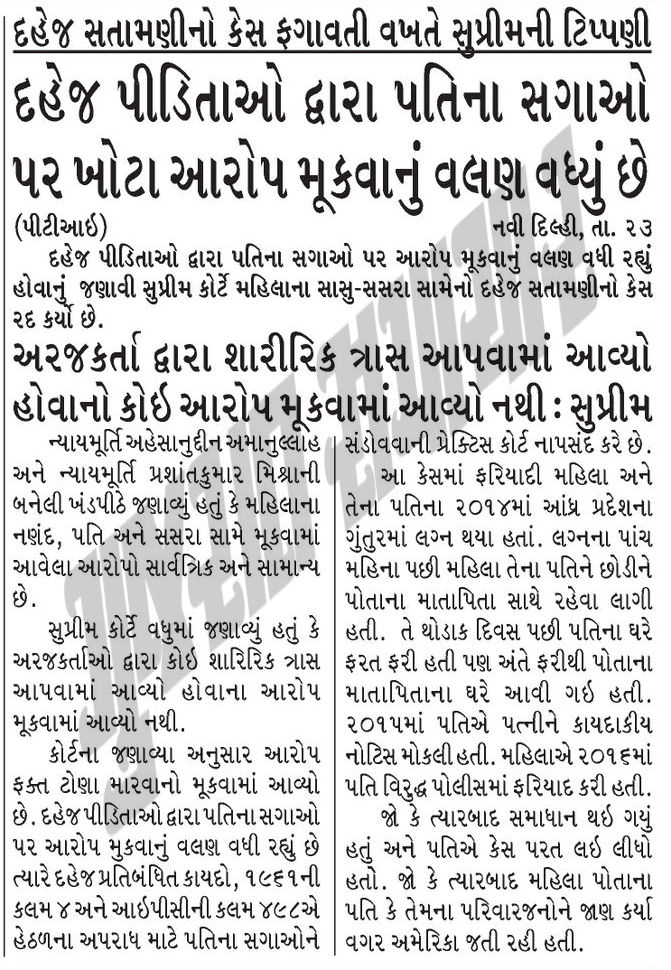 દહેજ સતામણીનો કેસ ફગાવતી વખતે સુપ્રીમની ટિપ્પણી
દહેજ પીડિતાઓ દ્વારા પતિના સગાઓ
પર ખોટા આરોપ મૂકવાનું વલણ વધ્યું છે
(પીટીઆઇ) નવી દિલ્હી, તા. ૨૩
દહેજ પીડિતાઓ દ્વારા પતિના સગાઓ પર આરોપ મૂકવાનું વલણ વધી રહ્યું
હોવાનું જણાવી સુપ્રીમ કોર્ટે મહિલાના સાસુ-સસરા સામેનો દહેજ સતામણીનો કેસ
રદ કર્યો છે.
અરજકર્તા દ્વારા શારીરિક ત્રાસ આપવામાં આવ્યો
હોવાનો કોઇ આરોપ મૂકવામાં આવ્યો નથી : સુપ્રીમ
ન્યાયમૂર્તિ અહેસાનુદ્દીન અમાનુલ્લાહ
અને ન્યાયમૂર્તિ પ્રશાંતકુમાર મિશ્રાની
બનેલી ખંડપીઠે જણાવ્યું હતું કે મહિલાના
નણંદ, પતિ અને સસરા સામે મૂકવામાં
આવેલા આરોપો સાર્વત્રિક અને સામાન્ય
છે.
સુપ્રીમ કોર્ટે વધુમાં જણાવ્યું હતું કે
અરજકર્તાઓ દ્વારા કોઇ શારિરિક ત્રાસ
આપવામાં આવ્યો હોવાના આરોપ
મૂકવામાં આવ્યો નથી.
કોર્ટના જણાવ્યા અનુસાર આરોપ
ફક્ત ટોણા મારવાનો મૂકવામાં આવ્યો
છે. દહેજ પીડિતાઓ દ્વારા પતિના સગાઓ
પર આરોપ મુકવાનું વલણ વધી રહ્યું છે
ત્યારે દહેજ પ્રતિબંધિત કાયદો, ૧૯૬૧ની
કલમ ૪ અને આઇપીસીની કલમ ૪૯૮એ
હેઠળના અપરાધ માટે પતિના સગાઓને
સંડોવવાની પ્રેક્ટિસ કોર્ટ નાપસંદ કરે છે.
આ કેસમાં ફરિયાદી મહિલા અને
તેના પતિના ૨૦૧૪માં આંધ્ર પ્રદેશના
ગુંતુરમાં લગ્ન થયા હતાં. લગ્નના પાંચ
મહિના પછી મહિલા તેના પતિને છોડીને
પોતાના માતાપિતા સાથે રહેવા લાગી
હતી. તે થોડાક દિવસ પછી પતિના ઘરે
ફરત ફરી હતી પણ અંતે ફરીથી પોતાના
માતાપિતાના ઘરે આવી ગઇ હતી.
૨૦૧૫માં પતિએ પત્નીને કાયદાકીય
નોટિસ મોકલી હતી. મહિલાએ ૨૦૧૬માં
પતિ વિરુદ્ધ પોલીસમાં ફરિયાદ કરી હતી.
જો કે ત્યારબાદ સમાધાન થઇ ગયું
હતું અને પતિએ કેસ પરત લઇ લીધો
હતો. જો કે ત્યારબાદ મહિલા પોતાના
પતિ કે તેમના પરિવારજનોને જાણ કર્યા
વગર અમેરિકા જતી રહી હતી.
ગુજરાત સમાચાર